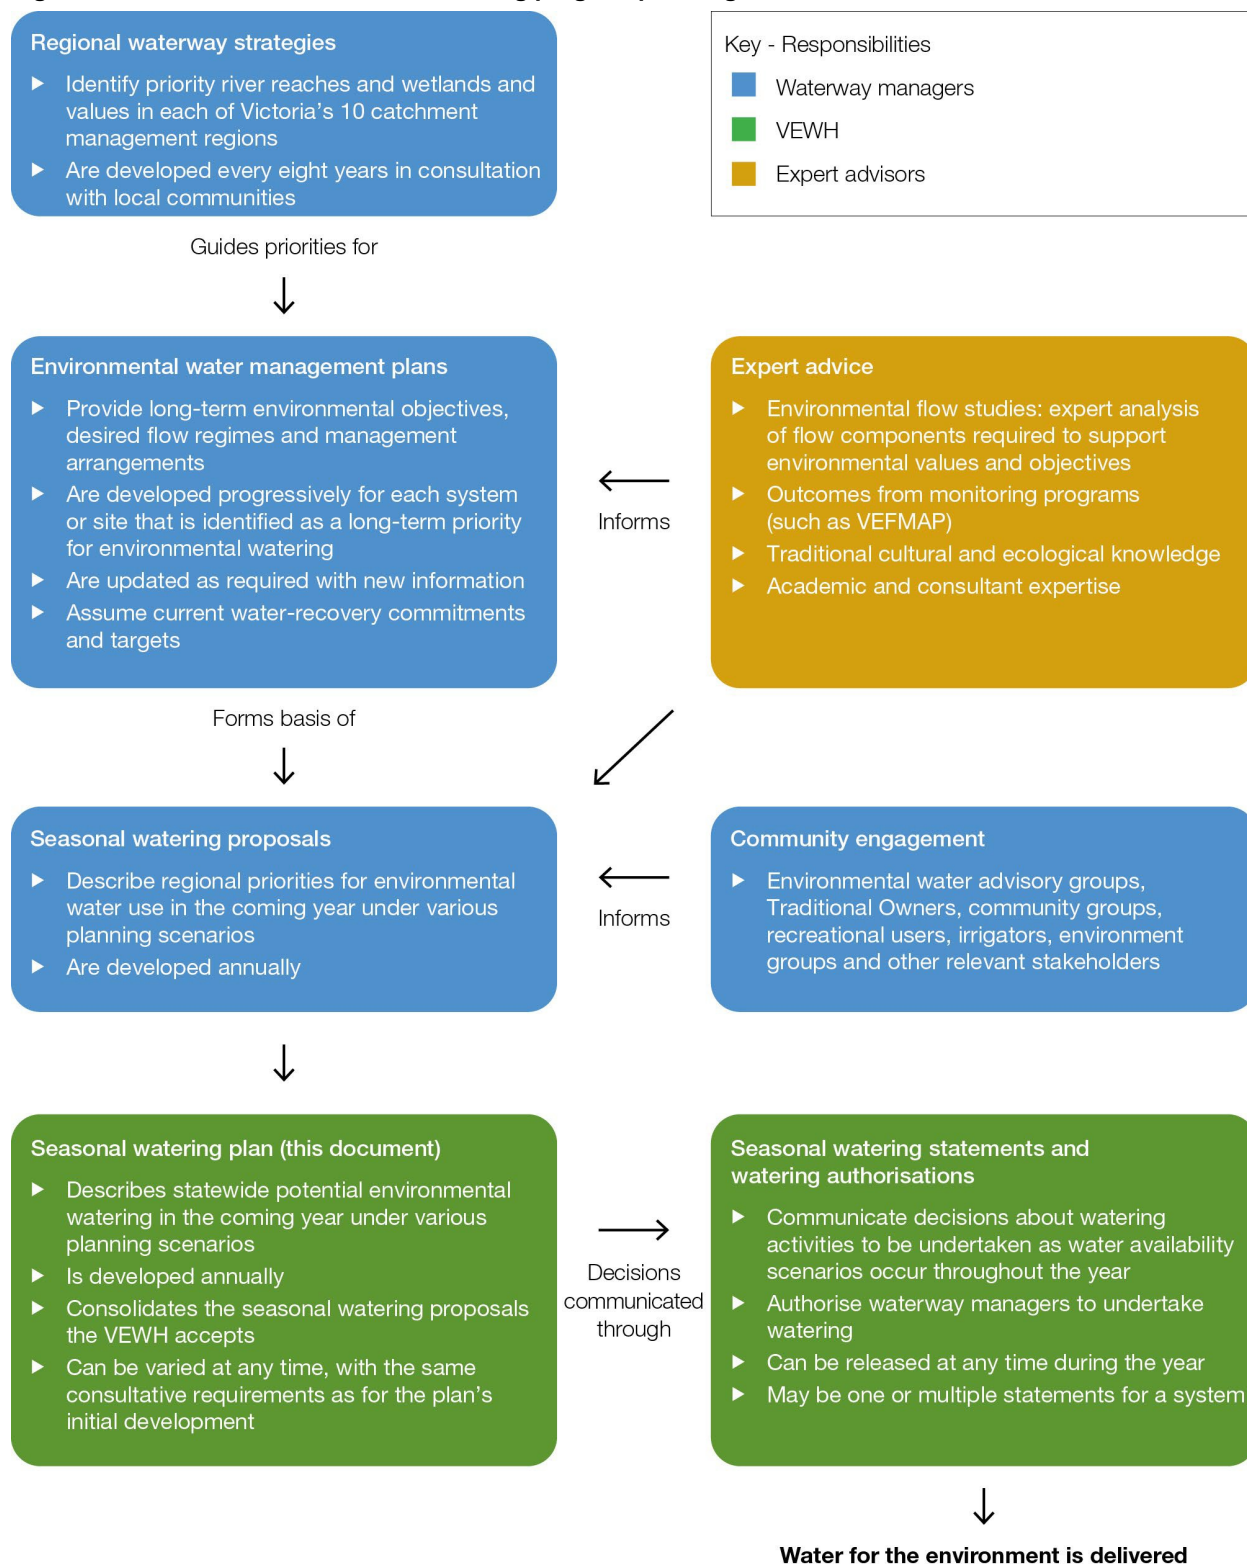 Regional waterway strategies
Identify priority river reaches and wetlands and
values in each of Victoria's 10 catchment
management regions
Are developed every eight years in consultation
with local communities
Key - Responsibilities
Waterway managers
VEWH
Expert advisors
Guides priorities for
Environmental water management plans
Provide long-term environmental objectives,
desired flow regimes and management
arrangements
Are developed progressively for each system
or site that is identified as a long-term priority
for environmental watering
Are updated as required with new information
Assume current water-recovery commitments
and targets
Informs
Expert advice
Environmental flow studies: expert analysis
of flow components required to support
environmental values and objectives
Outcomes from monitoring programs
(such as VEFMAP)
Traditional cultural and ecological knowledge
Academic and consultant expertise
Forms basis of
Seasonal watering proposals
Describe regional priorities for environmental
water use in the coming year under various
planning scenarios
Are developed annually
Informs
Community engagement
Environmental water advisory groups,
Traditional Owners, community groups,
recreational users, irrigators, environment
groups and other relevant stakeholders
Seasonal watering plan (this document)
Describes statewide potential environmental
watering in the coming year under various
planning scenarios
Is developed annually
Consolidates the seasonal watering proposals
the VEWH accepts
Can be varied at any time, with the same
consultative requirements as for the plan's
initial development
Decisions
communicated
through
Seasonal watering statements and
watering authorisations
Communicate decisions about watering
activities to be undertaken as water availability
scenarios occur throughout the year
Authorise waterway managers to undertake
watering
Can be released at any time during the year
May be one or multiple statements for a system
Water for the environment is delivered